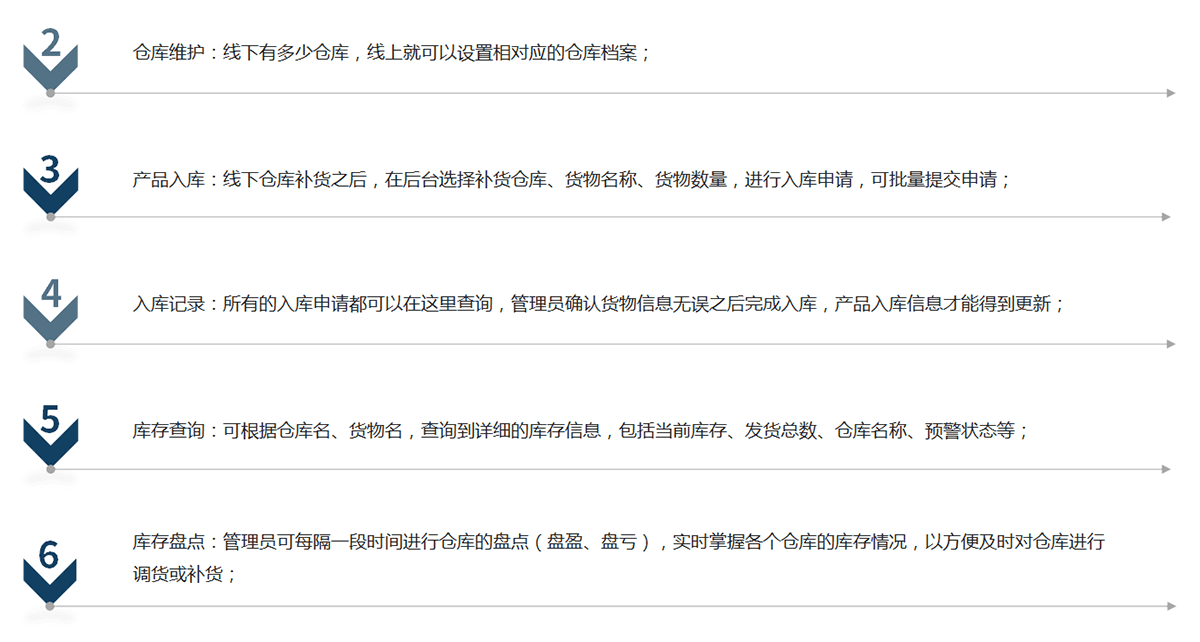 2
仓库维护：线下有多少仓库，线上就可以设置相对应的仓库档案；
3
产品入库：线下仓库补货之后，在后台选择补货仓库、货物名称、货物数量，进行入库申请，可批量提交申请；
4
入库记录：所有的入库申请都可以在这里查询，管理员确认货物信息无误之后完成入库，产品入库信息才能得到更新；
5
库存查询：可根据仓库名、货物名，查询到详细的库存信息，包括当前库存、发货总数、仓库名称、预警状态等；
6
库存盘点：管理员可每隔一段时间进行仓库的盘点（盘盈、盘亏），实时掌握各个仓库的库存情况，以方便及时对仓库进行
调货或补货；